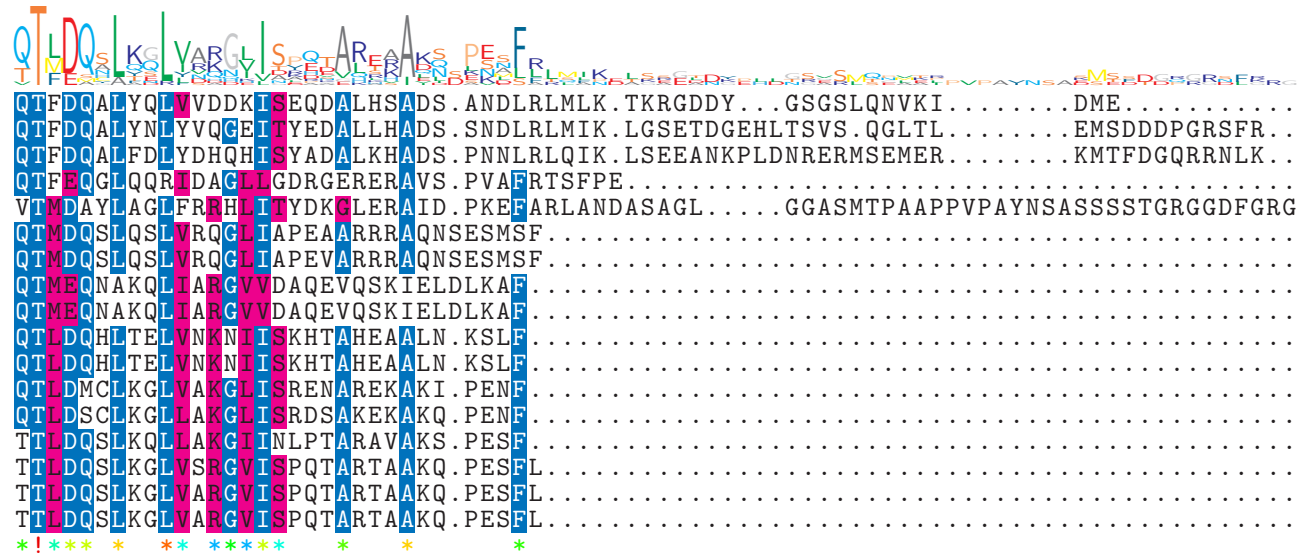 QTFDQALYQLVVDDKISEQDALHSADS.ANDLRLMLK.TKRGDDY...GSGSLQNVKI........DME...........
QTFDQALYNLYVQGEITYEDALLHADS.SNDLRLMIK.LGSETDGEHLTSVS.QGLTL........EMSDDDPGRSFR..
QTFDQALFDLYDHQHISYADALKHADS.PNNLRLQIK.LSEEANKPLDNRERMSEMER........KMTFDGQRRNLK..
QTFEQGLQQRIDAGLLGDRGERERAVS.PVAFRTSFPE..........................................
VTMDAYLAGLFRRHLITYDKGLERAID.PKEFARLANDASAGL.....GGASMTPAAPPVPAYNSASSSSTGRGGDFGRG
QTMDQSLQSLVRQGLIAPEAARRRAQNSESMSF...............................................
QTMDQSLQSLVRQGLIAPEVARRRAQNSESMSF...............................................
QTMEQNAKQLIARGVVDAQEVQSKIELDLKAF................................................
QTMEQNAKQLIARGVVDAQEVQSKIELDLKAF................................................
QTLDQHLTELVNKNIISKHTAHEAALN.KSLF................................................
QTLDQHLTELVNKNIISKHTAHEAALN.KSLF................................................
QTLDMCLKGLVAKGLISRENAREKAKI.PENF................................................
QTLDSCLKGLLAKGLISRDSAKEKAKQ.PENF................................................
TTLDQSLKQLLAKGIINLPTARAVAKS.PESF................................................
TTLDQSLKGLVSRGVISPQTARTAAKQ.PESFL...............................................
TTLDQSLKGLVARGVISPQTARTAAKQ.PESFL...............................................
TTLDQSLKGLVARGVISPQTARTAAKQ.PESFL...............................................
*!*** * ** ***** * * *